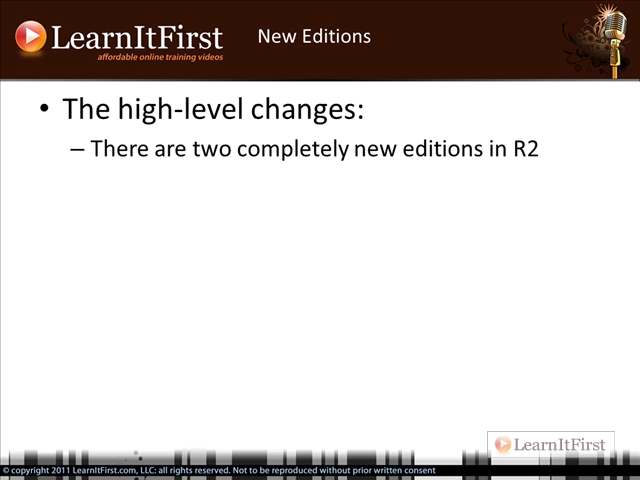 LearnItFirst
affordable online training videos
New Editions
• The high-level changes:
– There are two completely new editions in R2
LearnItFirst
© copyright 2011 LearnItFirst.com, LLC: all rights reserved. Not to be reproduced without prior written consent